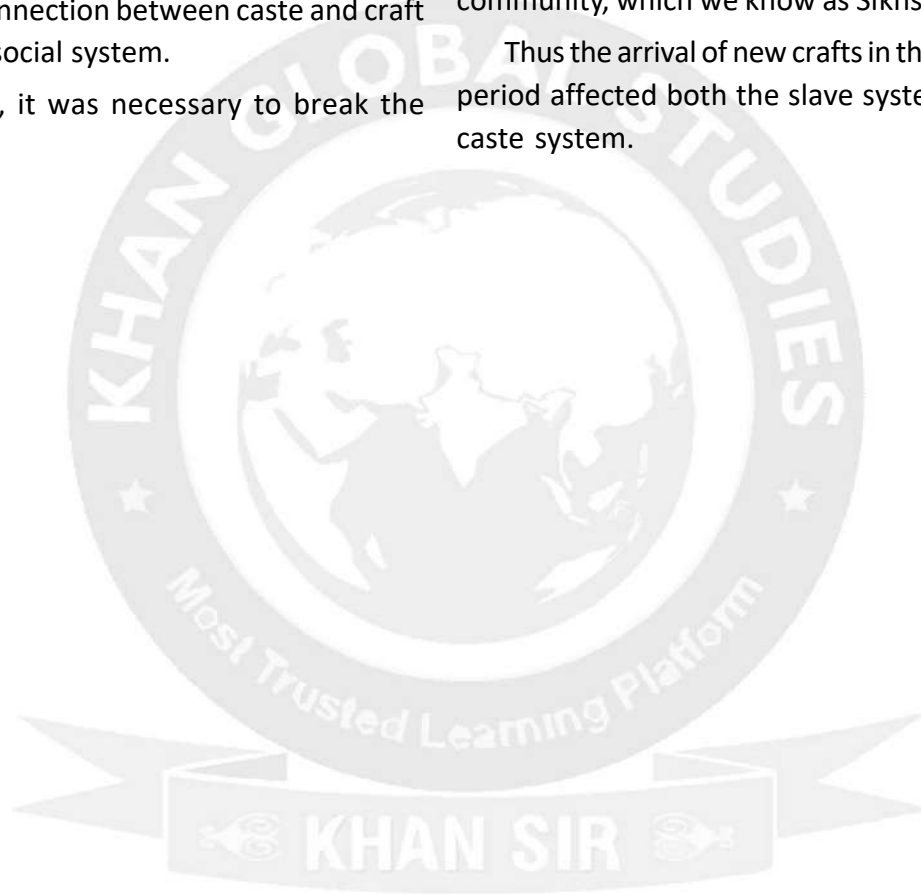 nnection between caste and craft
social system.
, it was necessary to break the
community, which we know as Sikhs
Thus the arrival of new crafts in th
period affected both the slave syste
caste system.
KHAN GLOBAL STUDIES
Most Trusted Learning Platform
KHAN SIR